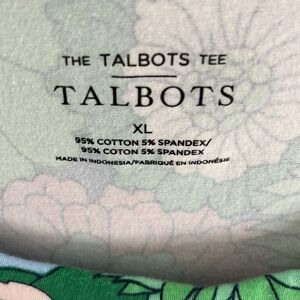 THE TALBOTS TEE
TALBOTS
XL
95% COTTON 5% SPANDEX/
95% COTON 5% SPANDEX
MADE IN INDONESIA/FABRIQUÉ EN INDONÉSIE